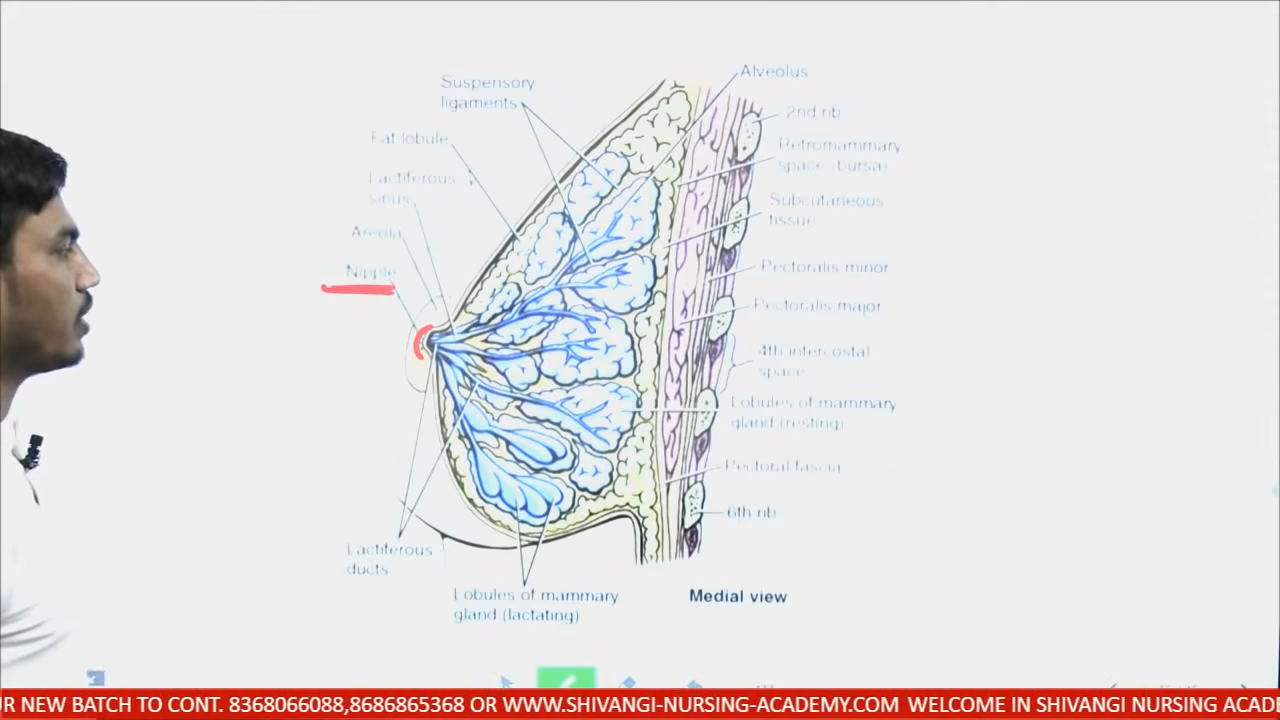 Alveolus
Suspensory
ligaments
2nd rib
Fat lobule
Retromammary
space (bursa)
Lactiferous
sinus
Subcutaneous
tissue
Areola
Nipple
Pectoralis minor
Pectoralis major
4th intercostal
space
Lobules of mammary
gland (resting)
Pectoral fascia
6th rib
Lactiferous
ducts
Lobules of mammary
gland (lactating)
Medial view
UR NEW BATCH TO CONT. 8368066088,8686865368 OR WWW.SHIVANGI-NURSING-ACADEMY.COM WELCOME IN SHIVANGI NURSING ACADE